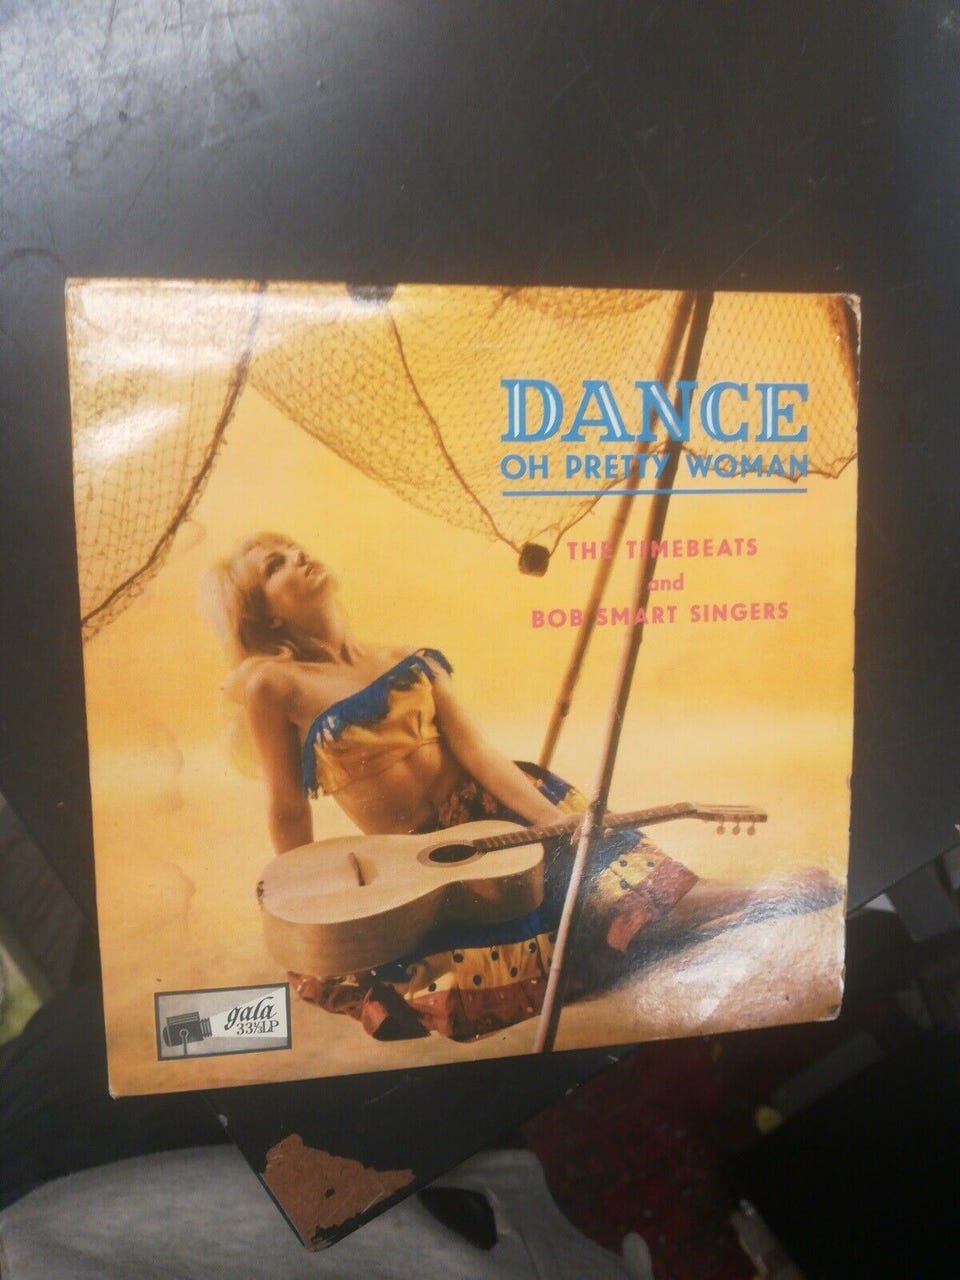 DANCE
OH PRETTY WOMAN
THE TIMEBEATS
and
BOB SMART SINGERS
gala
33⅓LP